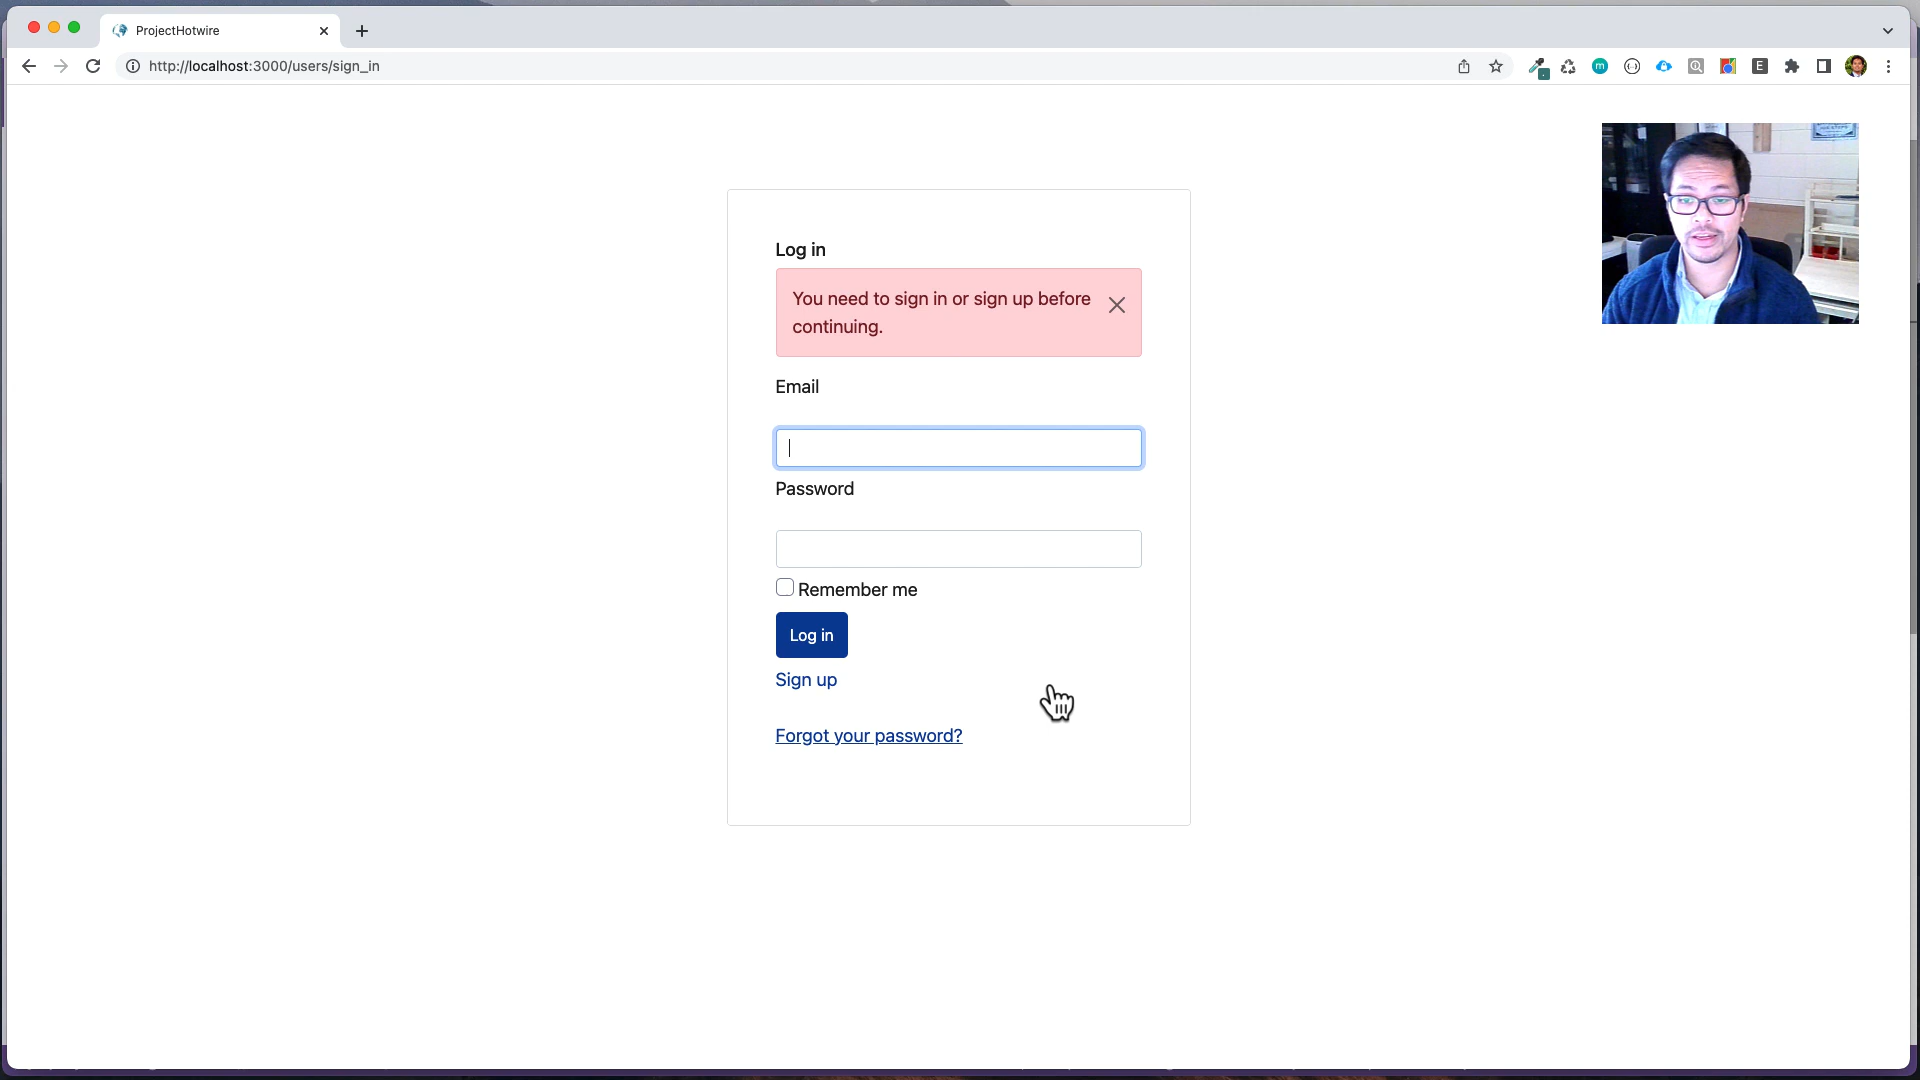 ProjectHotwire
http://localhost:3000/users/sign_in
Log in
You need to sign in or sign up before
continuing.
Email
Password
Remember me
Log in
Sign up
Forgot your password?